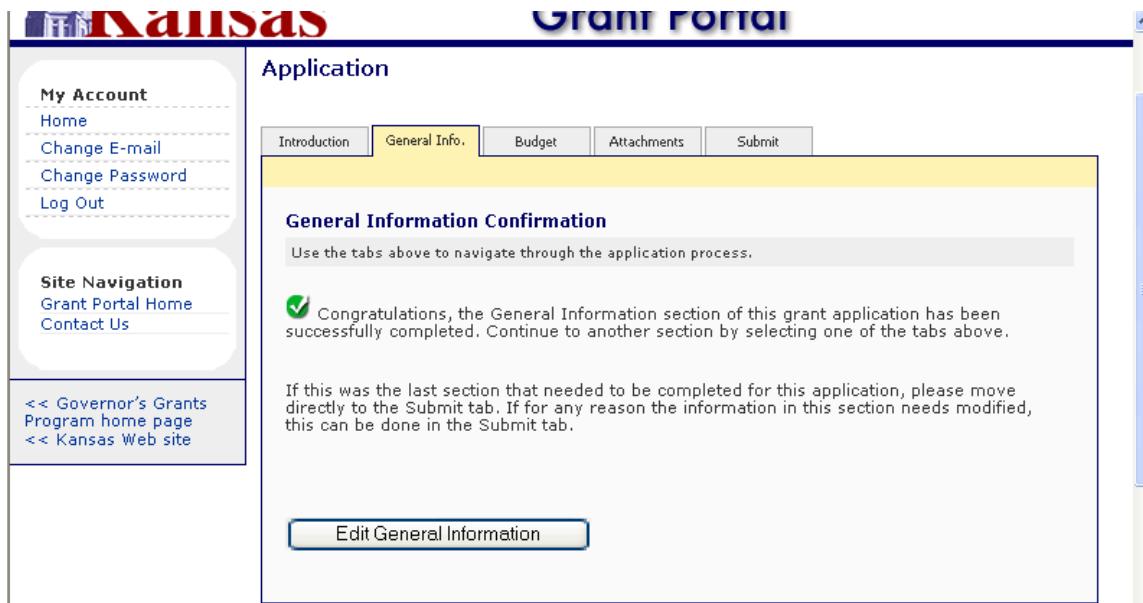 Kansas
Grant Portal
My Account
Home
Change E-mail
Change Password
Log Out
Site Navigation
Grant Portal Home
Contact Us
<< Governor's Grants
Program home page
<< Kansas Web site
Application
Introduction
General Info.
Budget
Attachments
Submit
General Information Confirmation
Use the tabs above to navigate through the application process.
Congratulations, the General Information section of this grant application has been
successfully completed. Continue to another section by selecting one of the tabs above.
If this was the last section that needed to be completed for this application, please move
directly to the Submit tab. If for any reason the information in this section needs modified,
this can be done in the Submit tab.
Edit General Information